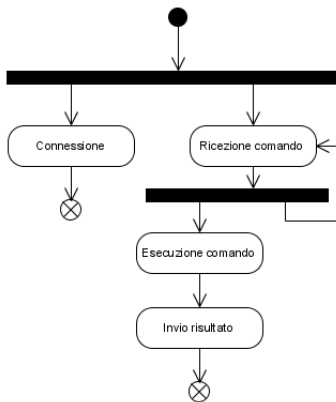 Connessione
Ricezione comando
Esecuzione comando
Invio risultato